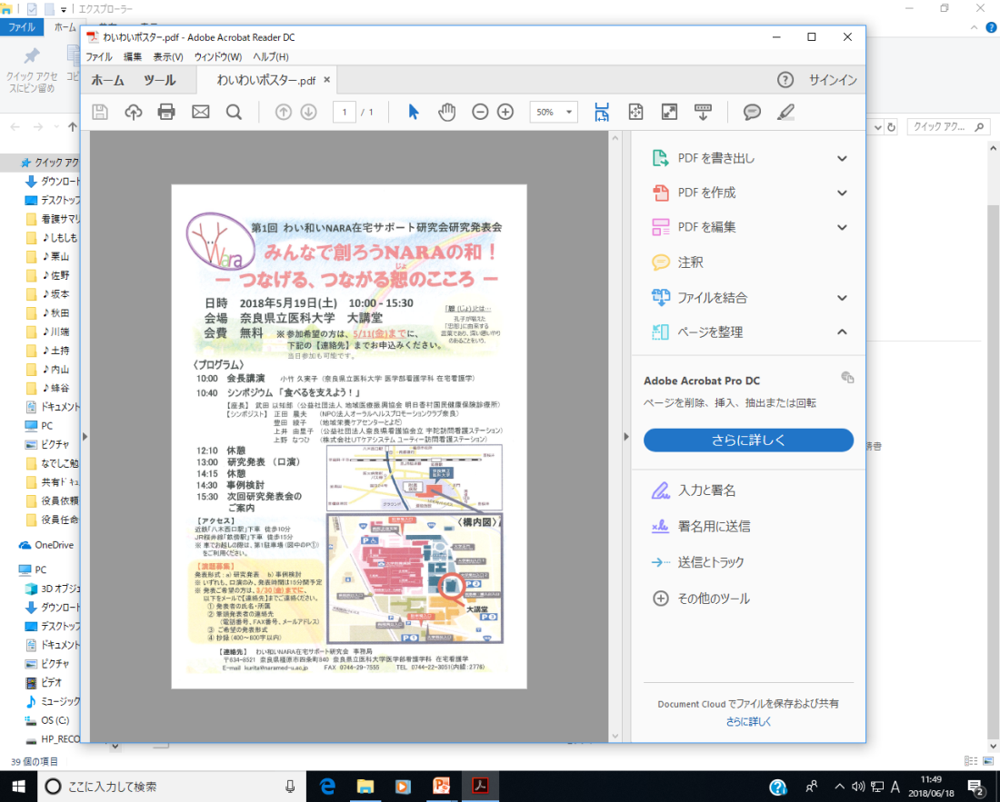 エクスプローラー
ファイル
ホーム
クイック アクセ
スにピン留め
コピ
クイック アク...
クイック アク
ダウンロー
デスクトップ
看護サマリ
♪しもしも
♪栗山
♪佐野
♪坂本
♪秋田
♪川端
♪土持
♪内山
♪蜂谷
ドキュメント
PC
ピクチャ
なでしこ勉
共有ドキュ
役員依頼
役員任命
OneDrive
PC
3D オブジェ
ダウンロー
デスクトップ
ドキュメント
ピクチャ
ビデオ
ミュージック
OS (C:)
HP_RECO
39 個の項目
わいわいポスター.pdf - Adobe Acrobat Reader DC
ファイル 編集 表示(V) ウィンドウ(W) ヘルプ(H)
ホーム ツール わいわいポスター.pdf × サインイン
1 / 1 50%
Wara
第1回 わい和いNARA在宅サポート研究会研究発表会
みんなで創ろうNARAの和！
じょ
－ つなげる、つながる恕のこころ －
日時 2018年5月19日(土) 10:00 - 15:30
会場 奈良県立医科大学 大講堂
会費 無料 ※参加希望の方は、5/11(金)までに、
下記の【連絡先】までお申込みください。
当日参加も可能です。
「恕（じょ）」とは…
孔子が唱えた
「忠恕」に由来する
言葉であり、深い思いやり
のあることをいう。
〈プログラム〉
10:00 会長講演 小竹 久実子（奈良県立医科大学 医学部看護学科 在宅看護学）
10:40 シンポジウム 「食べるを支えよう！」
【座長】 武田 以知郎（公益社団法人 地域医療振興協会 明日香村国民健康保険診療所）
【シンポジスト】 正田 晨夫 （NPO法人オーラルヘルスプロモーションクラブ奈良）
豊田 綾子 （地域栄養ケアセンターとよだ）
上井 由里子 （公益社団法人奈良県看護協会立 宇陀訪問看護ステーション）
上野 なつひ （株式会社UTケアシステム ユーティー訪問看護ステーション）
12:10 休憩
13:00 研究発表 （口演）
14:15 休憩
14:30 事例検討
15:30 次回研究発表会の
ご案内
【アクセス】
近鉄「八木西口駅」下車 徒歩10分
JR桜井線「畝傍駅」下車 徒歩15分
※ 車でお越しの際は、第1駐車場（図中のP①）
をご利用ください。
〈構内図〉
大講堂
【演題募集】
発表形式：a）研究発表 b）事例検討
※ いずれも、口演のみ、発表時間は15分間予定
※ 発表ご希望の方は、3/30(金)までに、
以下をメールで【連絡先】までご連絡ください。
① 発表者の氏名・所属
② 筆頭発表者の連絡先
（電話番号、FAX番号、メールアドレス）
③ ご希望の発表形式
④ 抄録（400～800字以内）
【連絡先】 わい和いNARA在宅サポート研究会 事務局
〒634-8521 奈良県橿原市四条町840 奈良県立医科大学医学部看護学科 在宅看護学
E-mail kurita@naramed-u.ac.jp FAX 0744-29-7555 TEL 0744-22-3051(内線:2776)
PDF を書き出し
PDF を作成
PDF を編集
注釈
ファイルを結合
ページを整理
Adobe Acrobat Pro DC
ページを削除、挿入、抽出または回転
さらに詳しく
入力と署名
署名用に送信
送信とトラック
その他のツール
Document Cloud でファイルを保存および共有
さらに詳しく
ここに入力して検索
A
11:49
2018/06/18
2